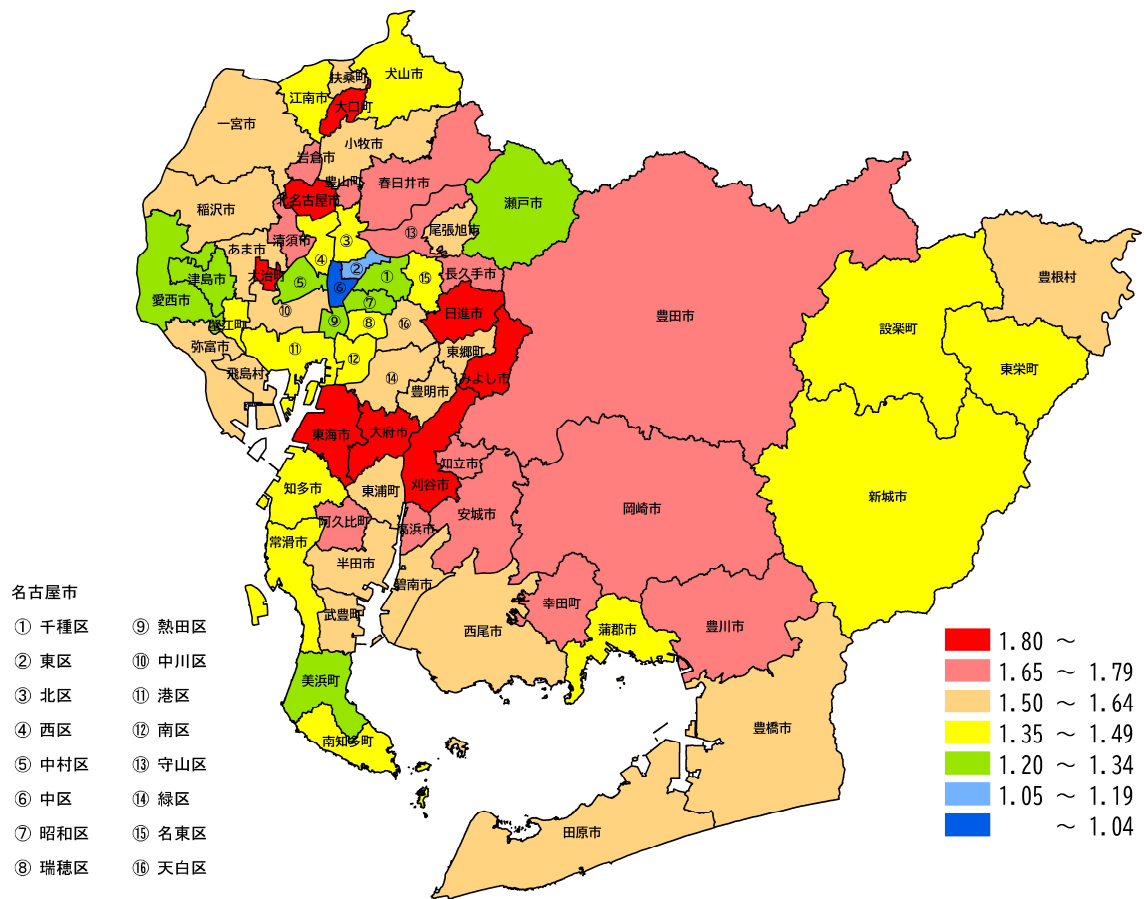 犬山市
扶桑町
江南市
大口町
一宮市
小牧市
岩倉市
豊山町
春日井市
北名古屋市
稲沢市
瀬戸市
尾張旭市
⑬
清須市
③
あま市
④
②
長久手市
豊根村
大治町
津島市
⑤
①
⑮
⑥
愛西市
⑦
⑩
日進市
豊田市
蟹江町
⑨
⑧
⑯
設楽町
弥富市
⑪
⑫
東郷町
飛島村
⑭
みよし市
東栄町
豊明市
東海市
大府市
知立市
知多市
東浦町
刈谷市
新城市
阿久比町
高浜市
安城市
岡崎市
常滑市
半田市
碧南市
幸田町
武豊町
西尾市
蒲郡市
豊川市
美浜町
南知多町
豊橋市
田原市
名古屋市
① 千種区 ⑨ 熱田区
② 東区 ⑩ 中川区
③ 北区 ⑪ 港区
④ 西区 ⑫ 南区
⑤ 中村区 ⑬ 守山区
⑥ 中区 ⑭ 緑区
⑦ 昭和区 ⑮ 名東区
⑧ 瑞穂区 ⑯ 天白区
1.80 ～
1.65 ～ 1.79
1.50 ～ 1.64
1.35 ～ 1.49
1.20 ～ 1.34
1.05 ～ 1.19
～ 1.04